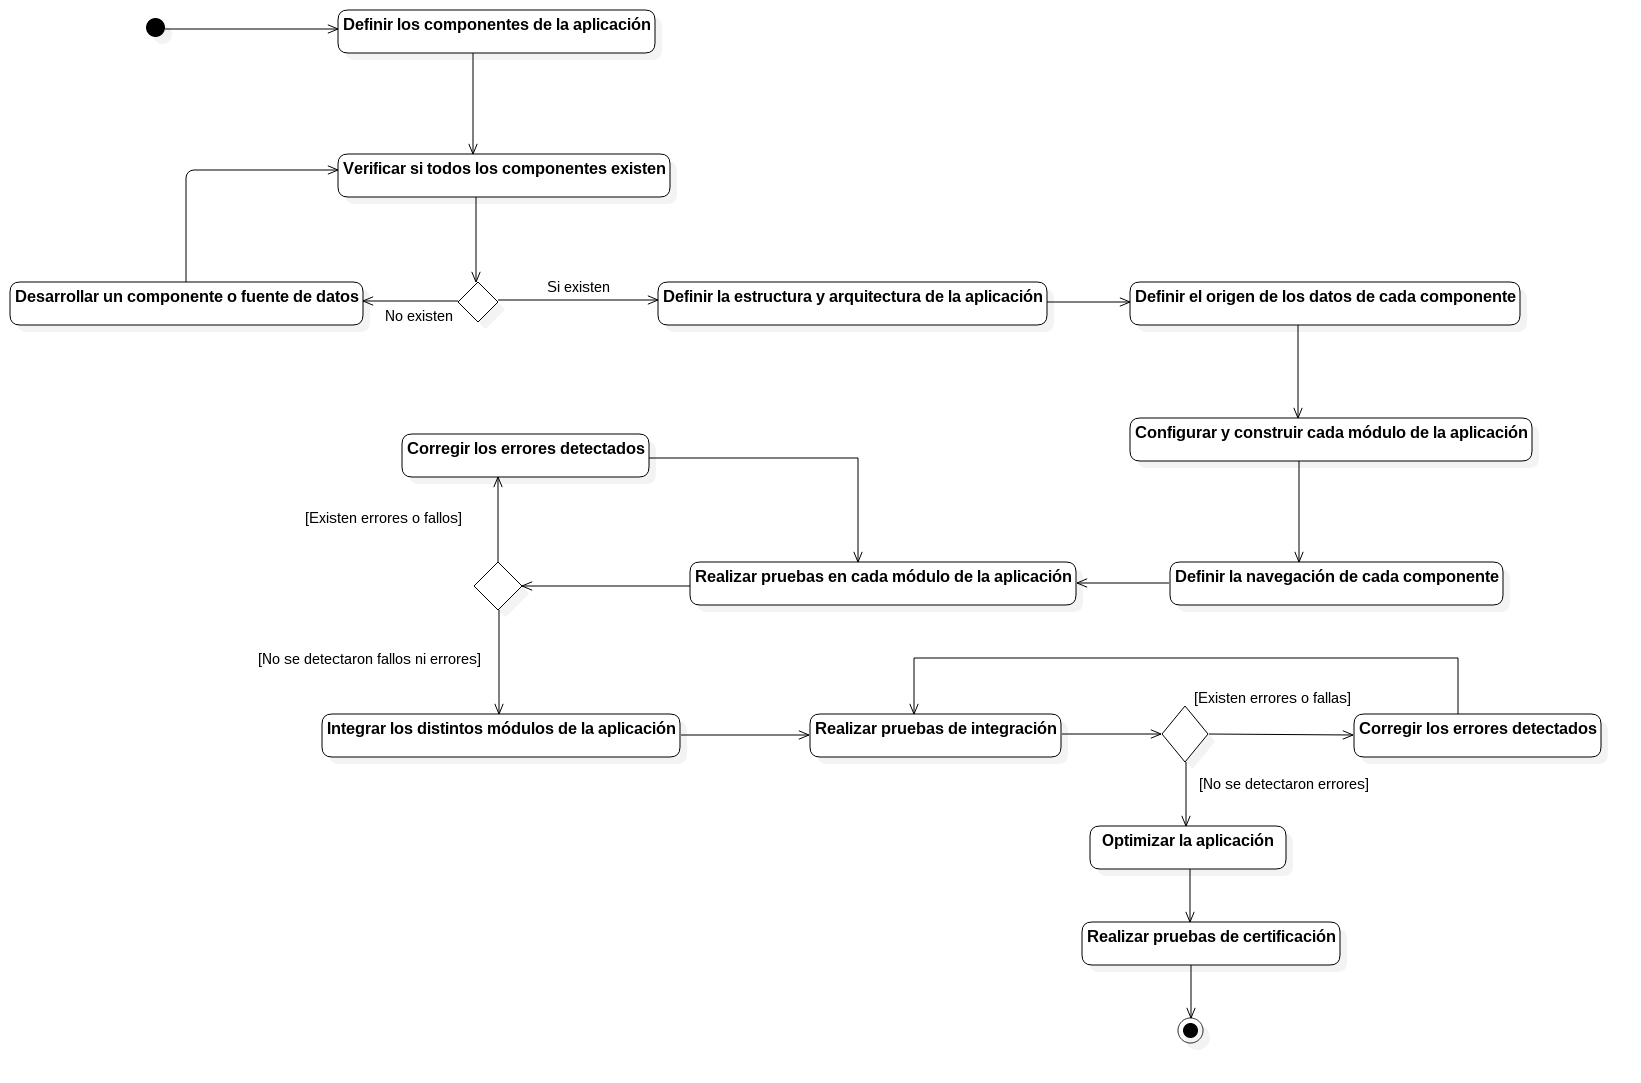 Definir los componentes de la aplicación
Verificar si todos los componentes existen
Desarrollar un componente o fuente de datos
No existen
Si existen
Definir la estructura y arquitectura de la aplicación
Definir el origen de los datos de cada componente
Configurar y construir cada módulo de la aplicación
Corregir los errores detectados
[Existen errores o fallos]
Realizar pruebas en cada módulo de la aplicación
Definir la navegación de cada componente
[No se detectaron fallos ni errores]
Integrar los distintos módulos de la aplicación
Realizar pruebas de integración
[Existen errores o fallas]
Corregir los errores detectados
[No se detectaron errores]
Optimizar la aplicación
Realizar pruebas de certificación